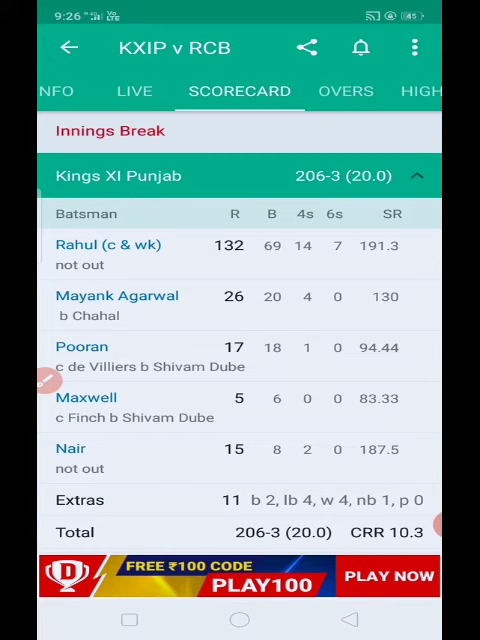 9:26 4G Vo LTE 45
KXIP v RCB
NFO LIVE SCORECARD OVERS HIGH
Innings Break
Kings XI Punjab 206-3 (20.0)
Batsman R B 4s 6s SR
Rahul (c & wk) 132 69 14 7 191.3
not out
Mayank Agarwal 26 20 4 0 130
b Chahal
Pooran 17 18 1 0 94.44
c de Villiers b Shivam Dube
Maxwell 5 6 0 0 83.33
c Finch b Shivam Dube
Nair 15 8 2 0 187.5
not out
Extras 11 b 2, lb 4, w 4, nb 1, p 0
Total 206-3 (20.0) CRR 10.3
D FREE ₹100 CODE
PLAY100 PLAY NOW